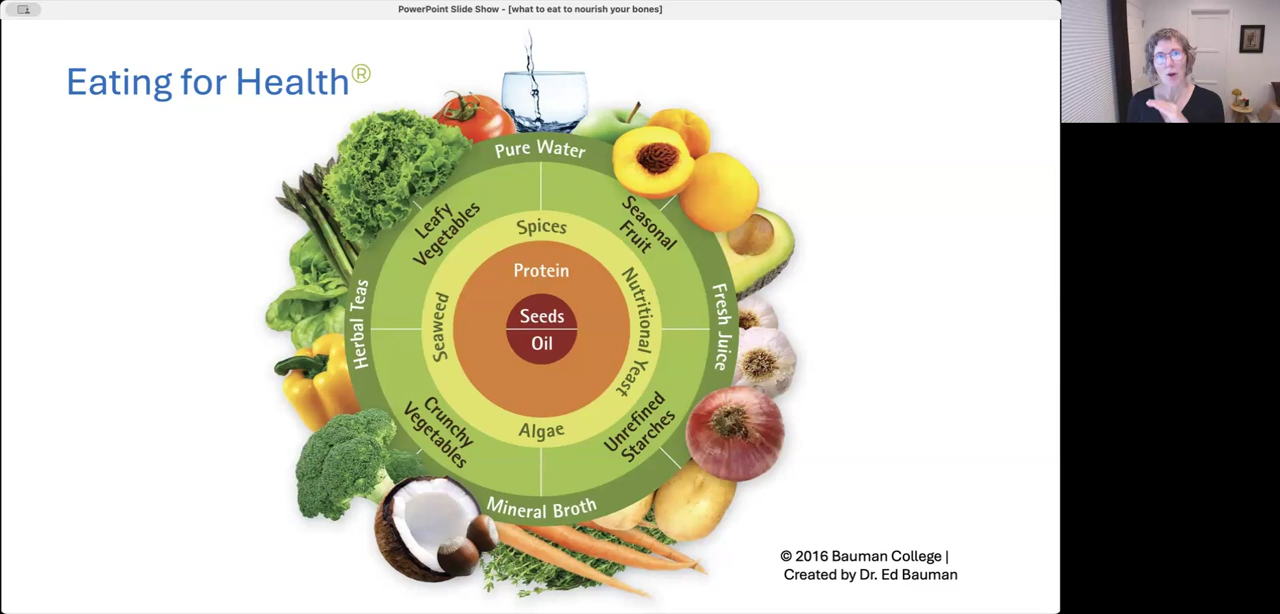 PowerPoint Slide Show - [what to eat to nourish your bones]
Eating for Health®
Pure Water
Leafy
Vegetables
Seasonal
Fruit
Spices
Protein
Seeds
Oil
Herbal Teas
Seaweed
Nutritional Yeast
Fresh Juice
Crunchy
Vegetables
Unrefined
Starches
Algae
Mineral Broth
© 2016 Bauman College |
Created by Dr. Ed Bauman